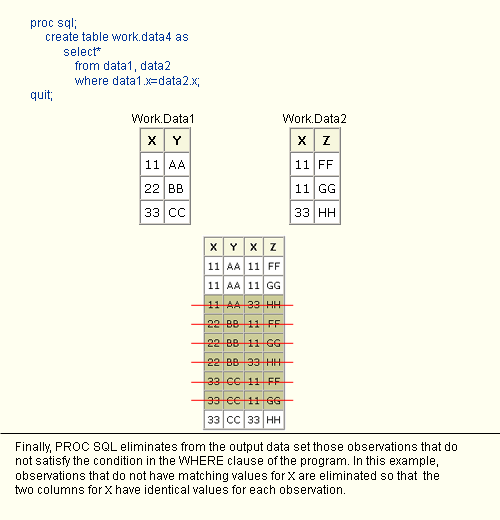 proc sql;
create table work.data4 as
select*
from data1, data2
where data1.x=data2.x;
quit;
Work.Data1 Work.Data2
X Y X Z
11 AA 11 FF
22 BB 11 GG
33 CC 33 HH
X Y X Z
11 AA 11 FF
11 AA 11 GG
11 AA 33 HH
22 BB 11 FF
22 BB 11 GG
22 BB 33 HH
33 CC 11 FF
33 CC 11 GG
33 CC 33 HH
Finally, PROC SQL eliminates from the output data set those observations that do
not satisfy the condition in the WHERE clause of the program. In this example,
observations that do not have matching values for X are eliminated so that the
two columns for X have identical values for each observation.